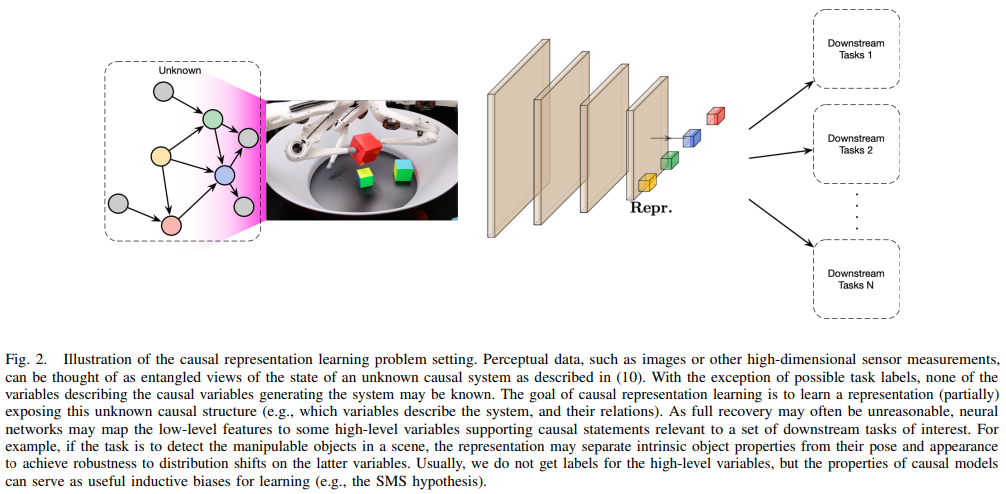 Unknown
Repr.
Downstream
Tasks 1
Downstream
Tasks 2
Downstream
Tasks N
Fig. 2. Illustration of the causal representation learning problem setting. Perceptual data, such as images or other high-dimensional sensor measurements,
can be thought of as entangled views of the state of an unknown causal system as described in (10). With the exception of possible task labels, none of the
variables describing the causal variables generating the system may be known. The goal of causal representation learning is to learn a representation (partially)
exposing this unknown causal structure (e.g., which variables describe the system, and their relations). As full recovery may often be unreasonable, neural
networks may map the low-level features to some high-level variables supporting causal statements relevant to a set of downstream tasks of interest. For
example, if the task is to detect the manipulable objects in a scene, the representation may separate intrinsic object properties from their pose and appearance
to achieve robustness to distribution shifts on the latter variables. Usually, we do not get labels for the high-level variables, but the properties of causal models
can serve as useful inductive biases for learning (e.g., the SMS hypothesis).